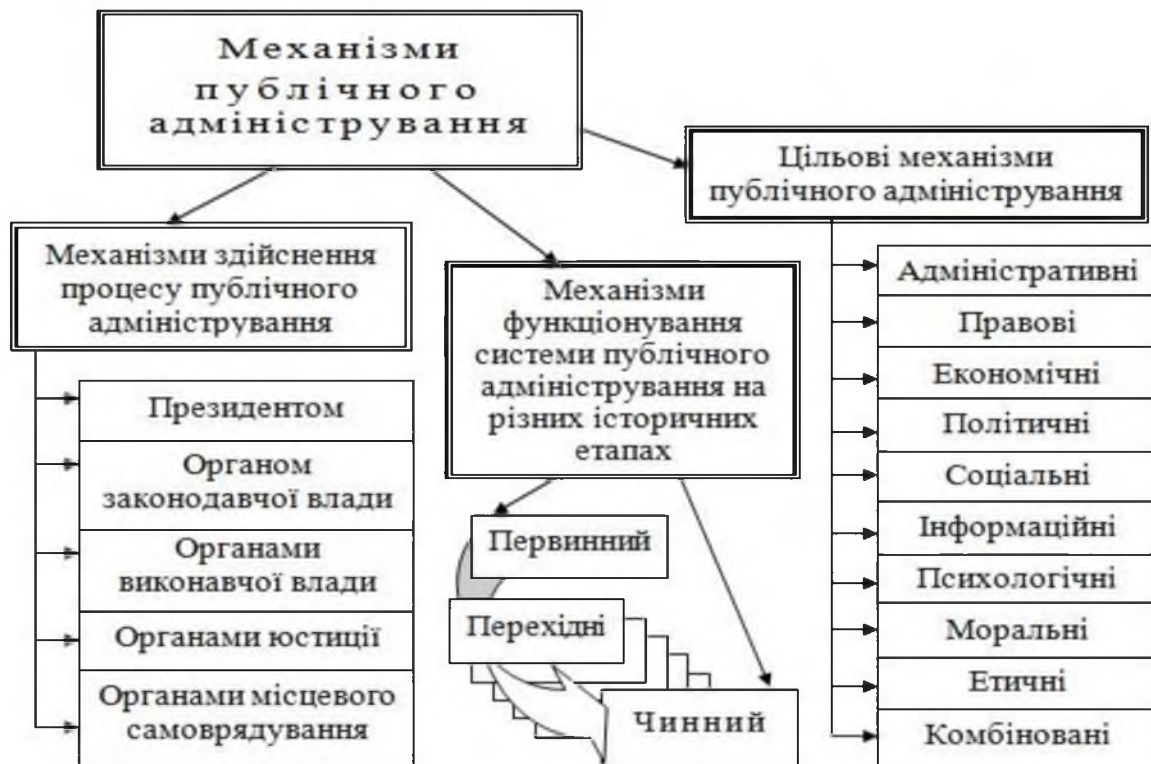 Механізми
публічного
адміністрування
Цільові механізми
публічного адміністрування
Механізми здійснення
процесу публічного
адміністрування
Президентом
Органом
законодавчої влади
Органами
виконавчої влади
Органами юстиції
Органами місцевого
самоврядування
Механізми
функціонування
системи публічного
адміністрування на
різних історичних
етапах
Первинний
Перехідні
Чинний
Адміністративні
Правові
Економічні
Політичні
Соціальні
Інформаційні
Психологічні
Моральні
Етичні
Комбіновані